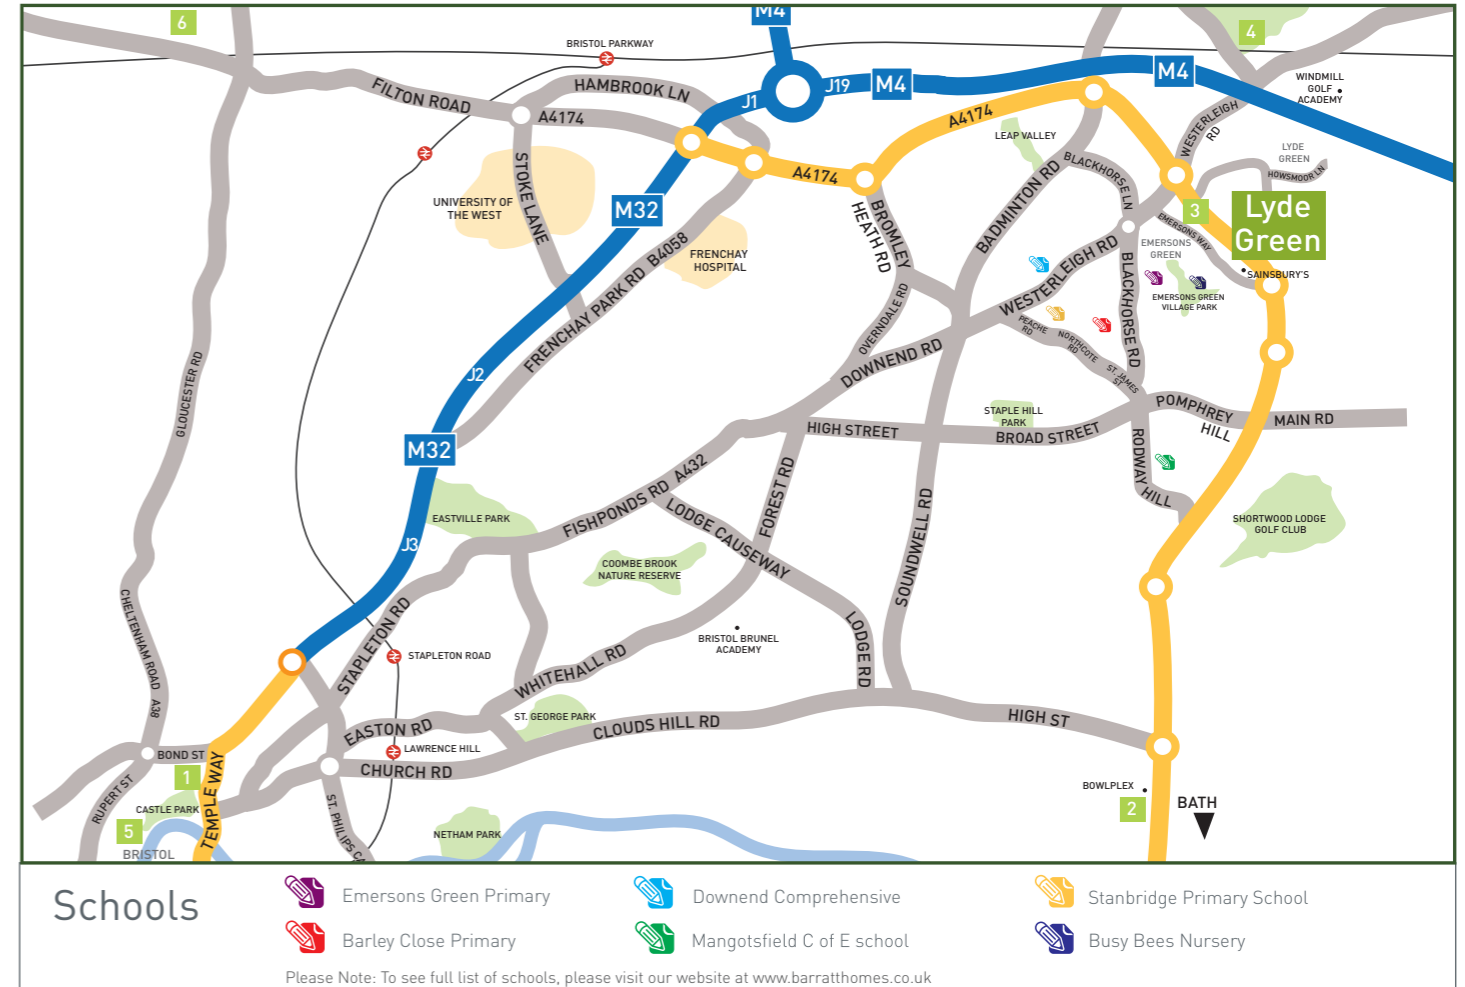 M4
6
4
BRISTOL PARKWAY
M4
J19
M4
J1
WINDMILL
GOLF
ACADEMY
FILTON ROAD
HAMBROOK LN
A4174
A4174
LEAP VALLEY
WESTERLEIGH
RD
LYDE
GREEN
HOWSMOOR LN
STOKE LANE
UNIVERSITY OF
THE WEST
M32
A4174
BLACKHORSE LN
BADMINTON RD
BROMLEY
HEATH RD
3
Lyde
Green
EMERSONS WAY
EMERSONS
GREEN
FRENCHAY
HOSPITAL
FRENCHAY PARK RD B4058
WESTERLEIGH RD
BLACKHORSE RD
SAINSBURY'S
EMERSONS GREEN
VILLAGE PARK
OVERNDALE RD
PEACHE
RD
NORTHCOTE
RD
ST. JAMES
ST
GLOUCESTER RD
J2
DOWNEND RD
STAPLE HILL
PARK
POMPHREY
HILL
MAIN RD
HIGH STREET
BROAD STREET
M32
RODWAY
HILL
FISHPONDS RD A432
FOREST RD
EASTVILLE PARK
LODGE CAUSEWAY
SOUNDWELL RD
SHORTWOOD LODGE
GOLF CLUB
J3
COOMBE BROOK
NATURE RESERVE
CHELTENHAM ROAD A38
STAPLETON RD
STAPLETON ROAD
BRISTOL BRUNEL
ACADEMY
LODGE RD
WHITEHALL RD
ST. GEORGE PARK
EASTON RD
CLOUDS HILL RD
HIGH ST
BOND ST
LAWRENCE HILL
CHURCH RD
1
TEMPLE WAY
RUPERT ST
CASTLE PARK
ST. PHILIPS CA
BOWLPLEX
2
BATH
5
BRISTOL
NETHAM PARK
Schools
Emersons Green Primary
Downend Comprehensive
Stanbridge Primary School
Barley Close Primary
Mangotsfield C of E school
Busy Bees Nursery
Please Note: To see full list of schools, please visit our website at www.barratthomes.co.uk